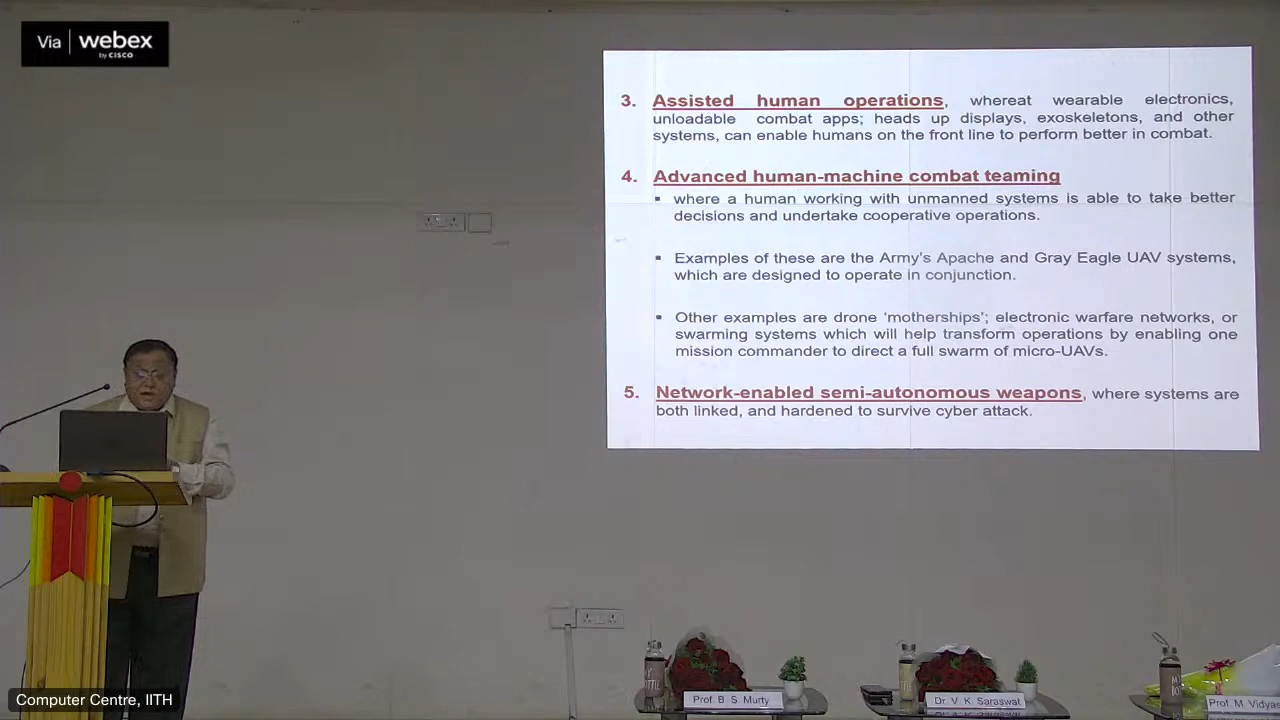 Via webex
by CISCO
3. Assisted human operations, whereat wearable electronics,
unloadable combat apps; heads up displays, exoskeletons, and other
systems, can enable humans on the front line to perform better in combat.
4. Advanced human-machine combat teaming
▪ where a human working with unmanned systems is able to take better
decisions and undertake cooperative operations.
▪ Examples of these are the Army's Apache and Gray Eagle UAV systems,
which are designed to operate in conjunction.
▪ Other examples are drone 'motherships'; electronic warfare networks, or
swarming systems which will help transform operations by enabling one
mission commander to direct a full swarm of micro-UAVs.
5. Network-enabled semi-autonomous weapons, where systems are
both linked, and hardened to survive cyber attack.
Computer Centre, IITH
Prof. B. S. Murty
Dr. V. K. Saraswat
Prof. M. Vidyas